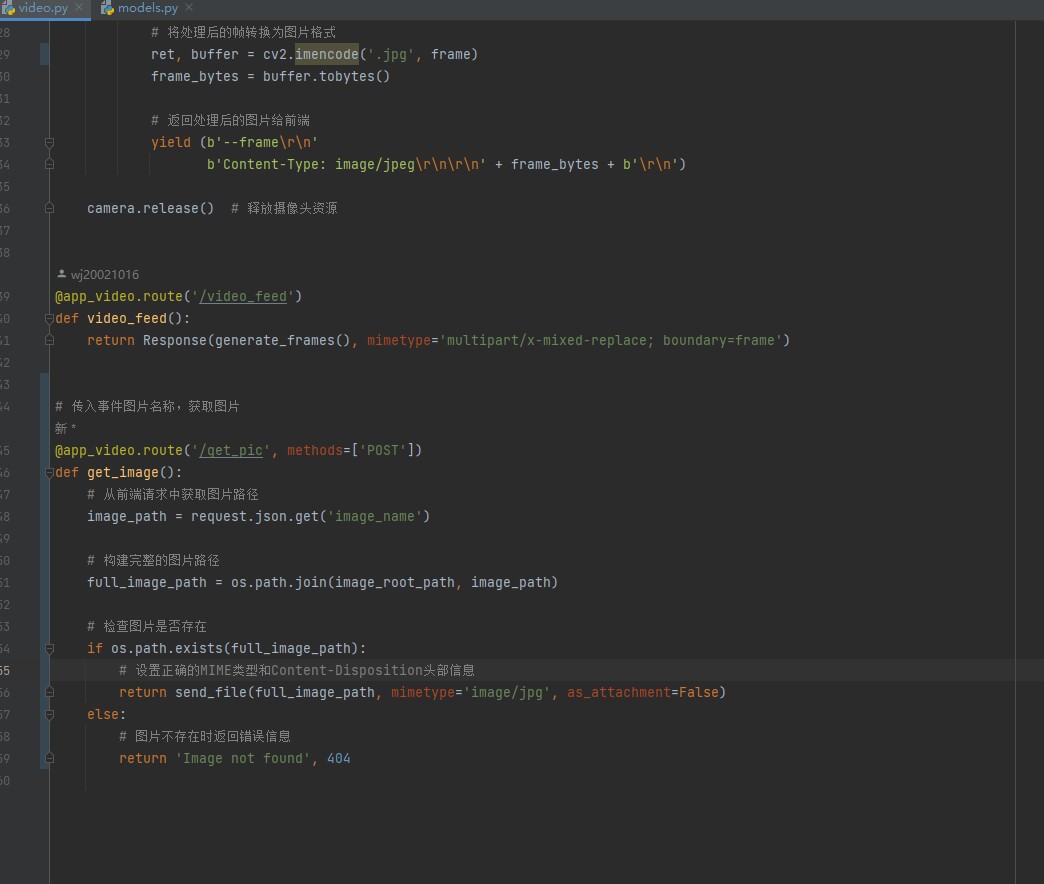 video.py
models.py
28 # 将处理后的帧转换为图片格式
29 ret, buffer = cv2.imencode('.jpg', frame)
30 frame_bytes = buffer.tobytes()
31
32 # 返回处理后的图片给前端
33 yield (b'--frame\r\n'
34 b'Content-Type: image/jpeg\r\n\r\n' + frame_bytes + b'\r\n')
35
36 camera.release()  # 释放摄像头资源
37
38
wj20021016
39 @app_video.route('/video_feed')
40 def video_feed():
41 return Response(generate_frames(), mimetype='multipart/x-mixed-replace; boundary=frame')
42
43
44 # 传入事件图片名称，获取图片
新 *
45 @app_video.route('/get_pic', methods=['POST'])
46 def get_image():
47 # 从前端请求中获取图片路径
48 image_path = request.json.get('image_name')
49
50 # 构建完整的图片路径
51 full_image_path = os.path.join(image_root_path, image_path)
52
53 # 检查图片是否存在
54 if os.path.exists(full_image_path):
55 # 设置正确的MIME类型和Content-Disposition头部信息
56 return send_file(full_image_path, mimetype='image/jpg', as_attachment=False)
57 else:
58 # 图片不存在时返回错误信息
59 return 'Image not found', 404
60